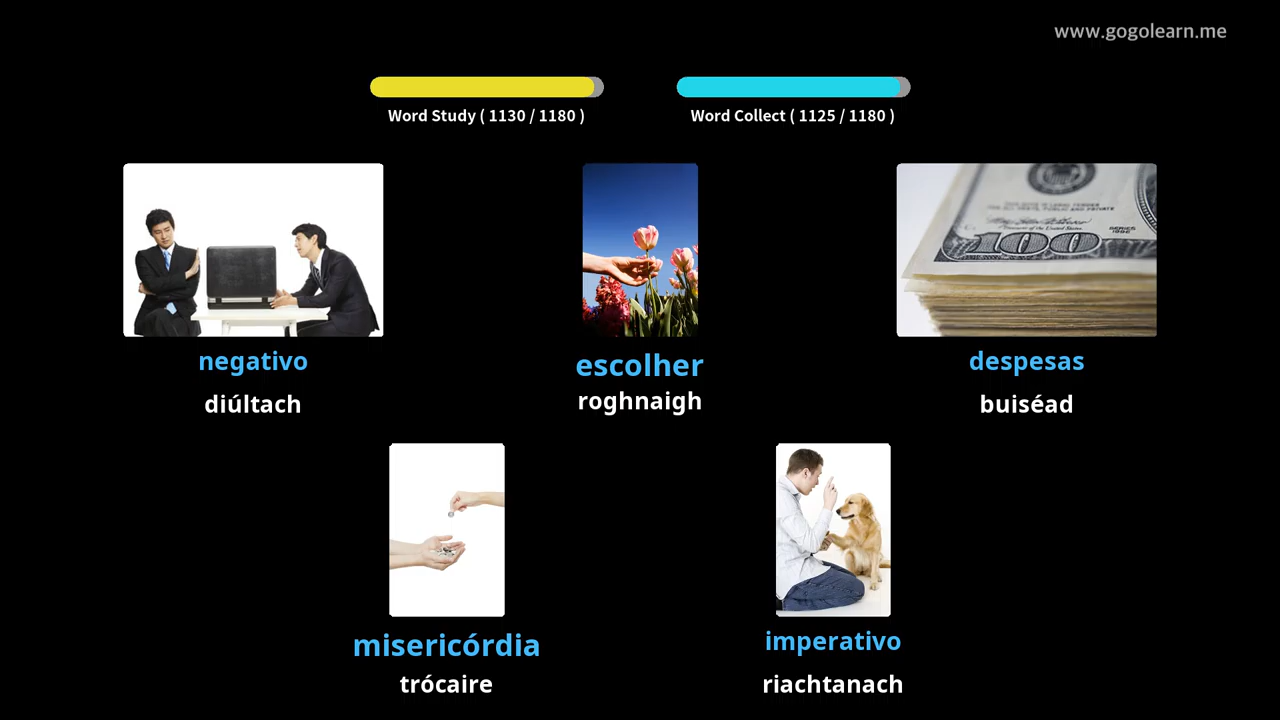 www.gogolearn.me
Word Study ( 1130 / 1180 )
Word Collect ( 1125 / 1180 )
100
negativo
diúltach
escolher
roghnaigh
despesas
buiséad
misericórdia
trócaire
imperativo
riachtanach